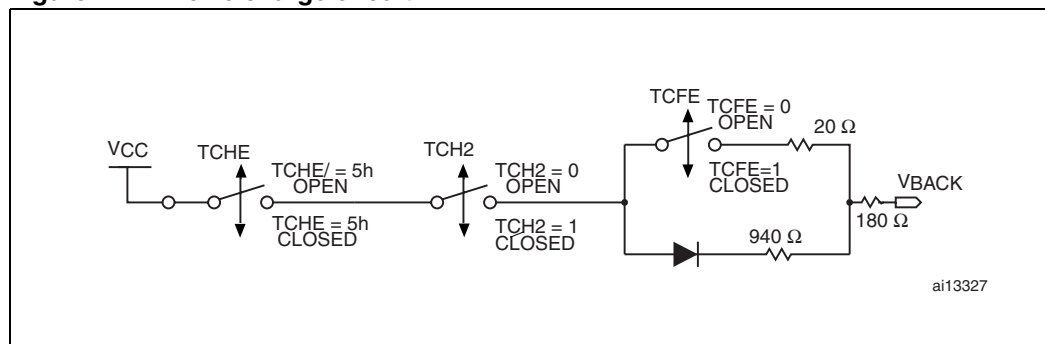 VCC
TCHE
TCHE/ = 5h
OPEN
TCHE = 5h
CLOSED
TCH2
TCH2 = 0
OPEN
TCH2 = 1
CLOSED
TCFE
TCFE = 0
OPEN
TCFE=1
CLOSED
20 Ω
940 Ω
180 Ω
VBACK
ai13327